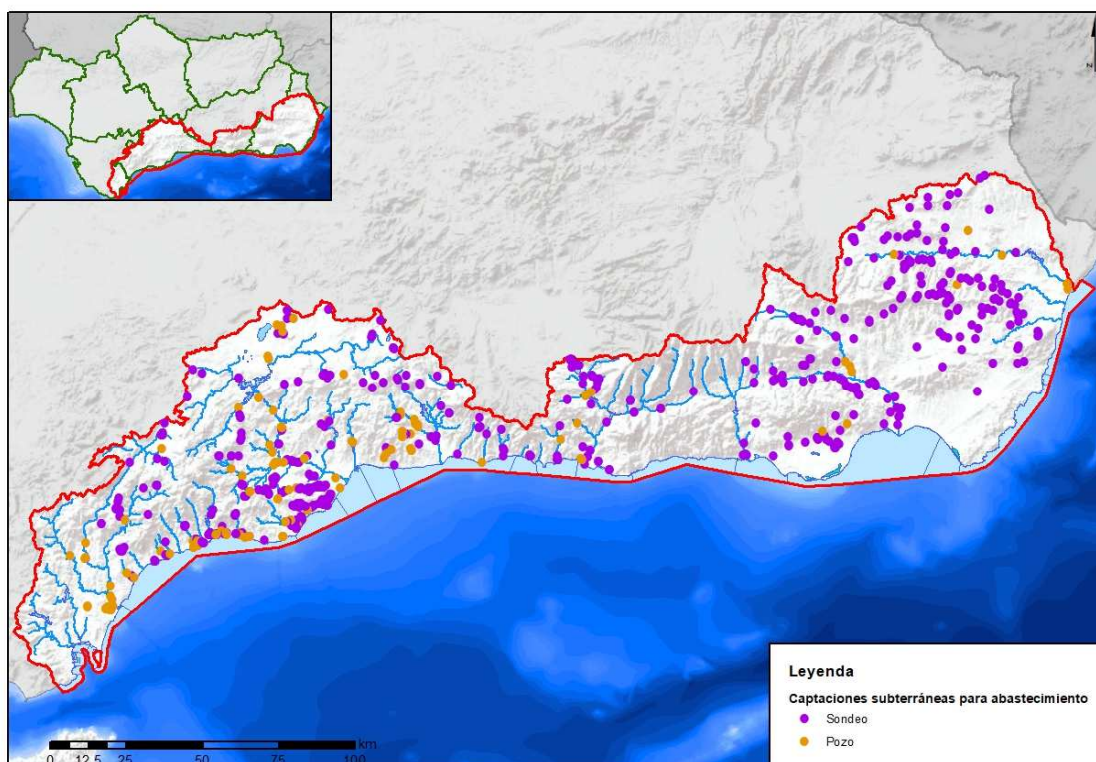 N
Leyenda
Captaciones subterráneas para abastecimiento
Sondeo
Pozo
km
0 12,5 25 50 75 100